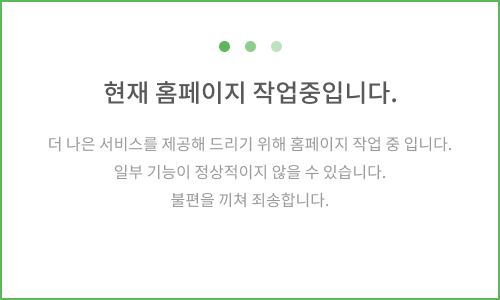 현재 홈페이지 작업중입니다.
더 나은 서비스를 제공해 드리기 위해 홈페이지 작업 중 입니다.
일부 기능이 정상적이지 않을 수 있습니다.
불편을 끼쳐 죄송합니다.